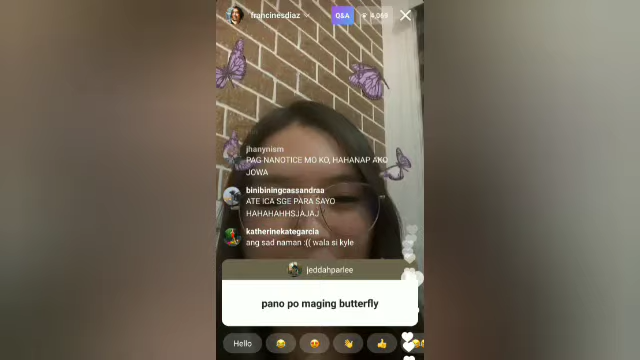 francinesdiaz
Q&A
4,069
jhanynism
PAG NANOTICE MO KO, HAHANAP AKO
JOWA
binibiningcassandraa
ATE ICA SGE PARA SAYO
HAHAHAHHSJAJAJ
katherinekategarcia
ang sad naman :(( wala si kyle
jeddahparlee
pano po maging butterfly
Hello